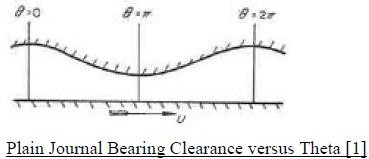 θ=0 θ=π θ=2π
U
Plain Journal Bearing Clearance versus Theta [1]